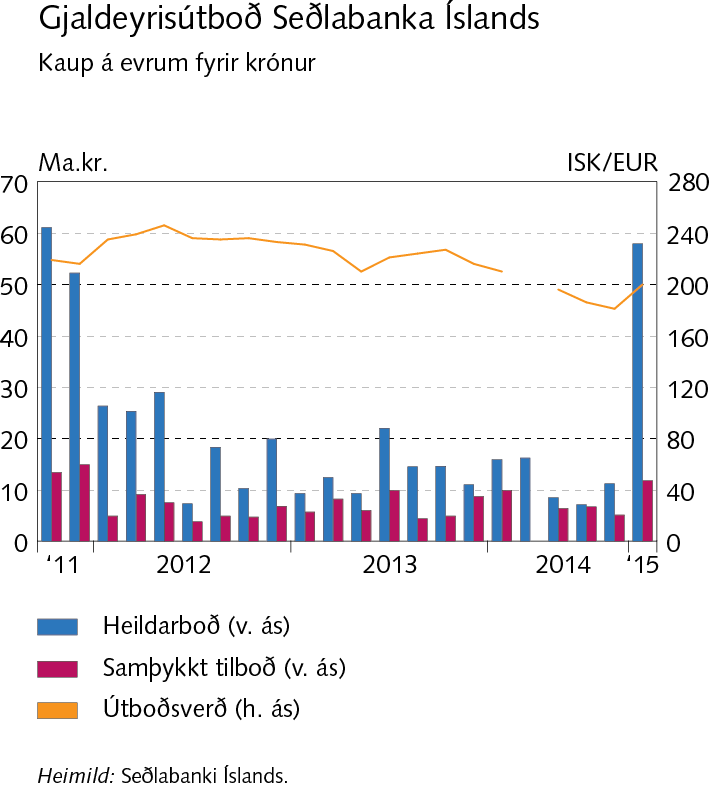 Gjaldeyrisútboð Seðlabanka Íslands
Kaup á evrum fyrir krónur
Ma.kr. ISK/EUR
70 280
60 240
50 200
40 160
30 120
20 80
10 40
0 0
‘11 2012 2013 2014 ‘15
Heildarboð (v. ás)
Samþykkt tilboð (v. ás)
Útboðsverð (h. ás)
Heimild: Seðlabanki Íslands.